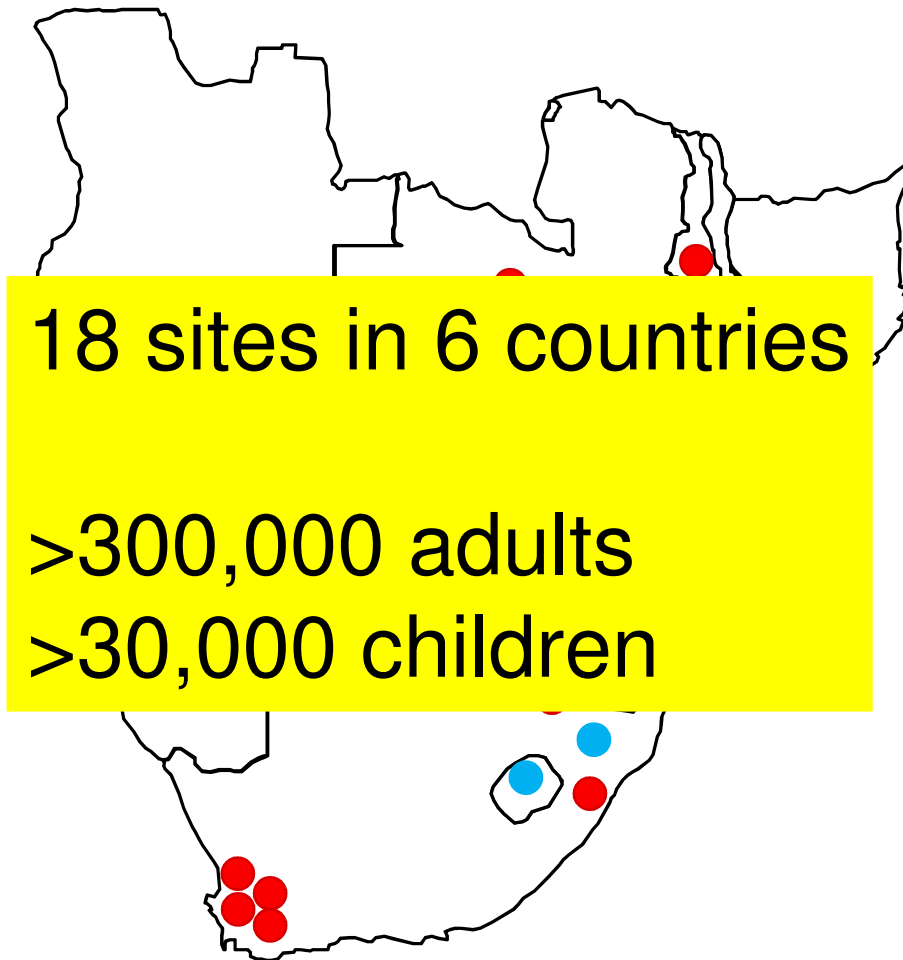 18 sites in 6 countries
>300,000 adults
>30,000 children